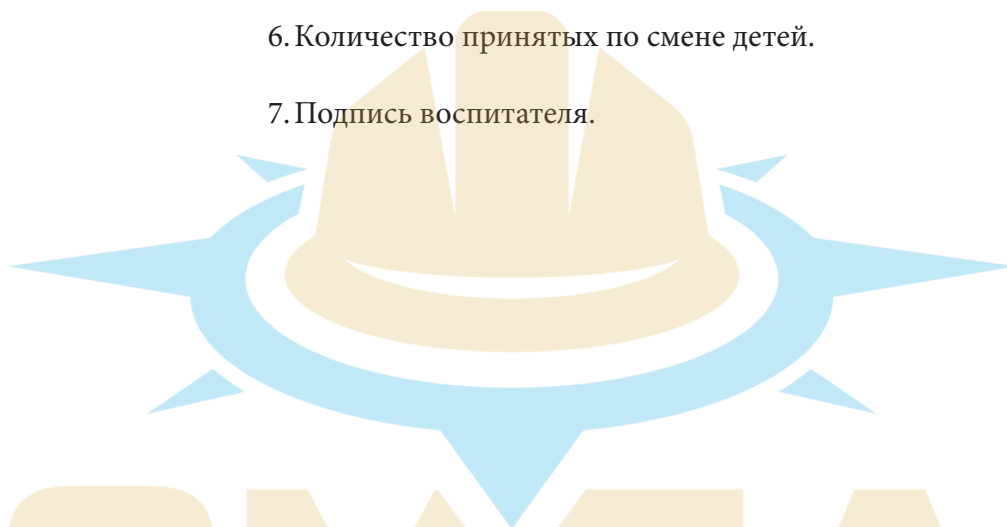 6. Количество принятых по смене детей.
7. Подпись воспитателя.